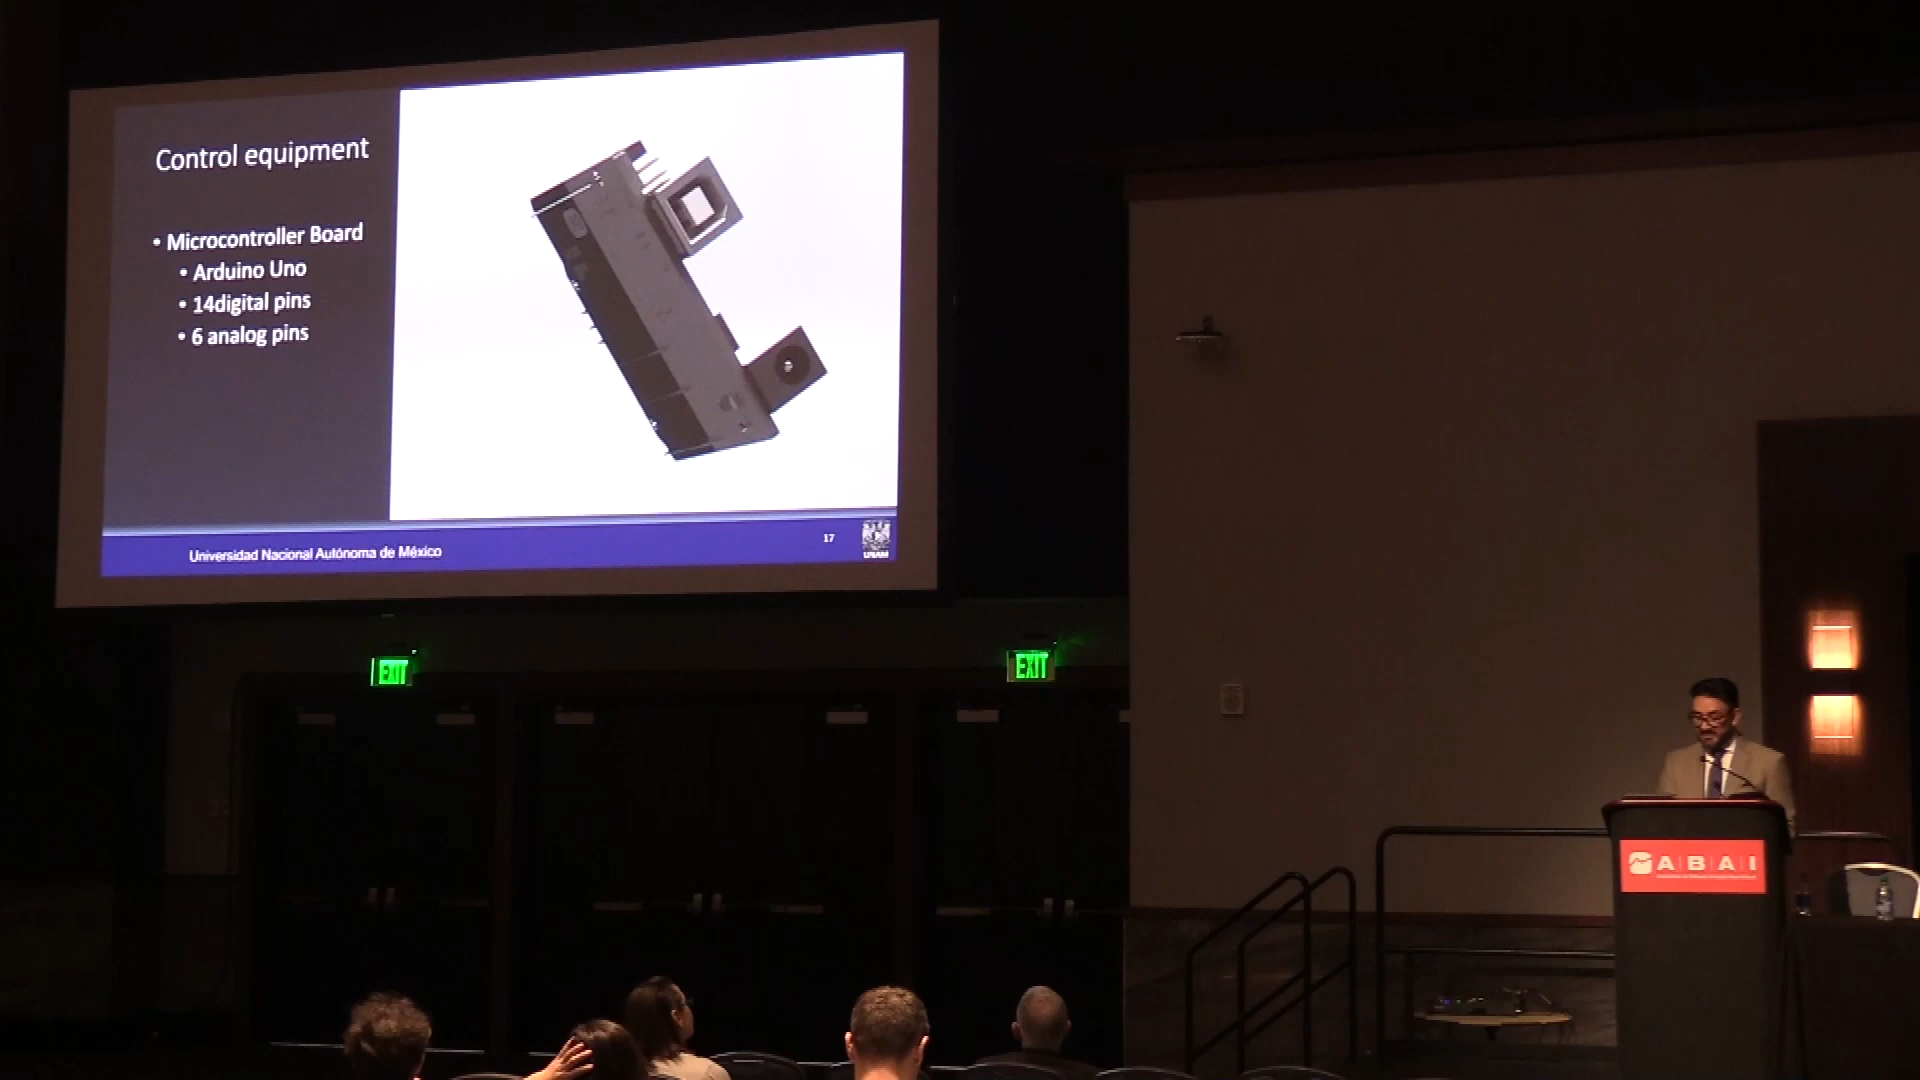 Control equipment
• Microcontroller Board
• Arduino Uno
• 14digital pins
• 6 analog pins
17
UNAM
Universidad Nacional Autónoma de México
EXIT
EXIT
A|B|A|I